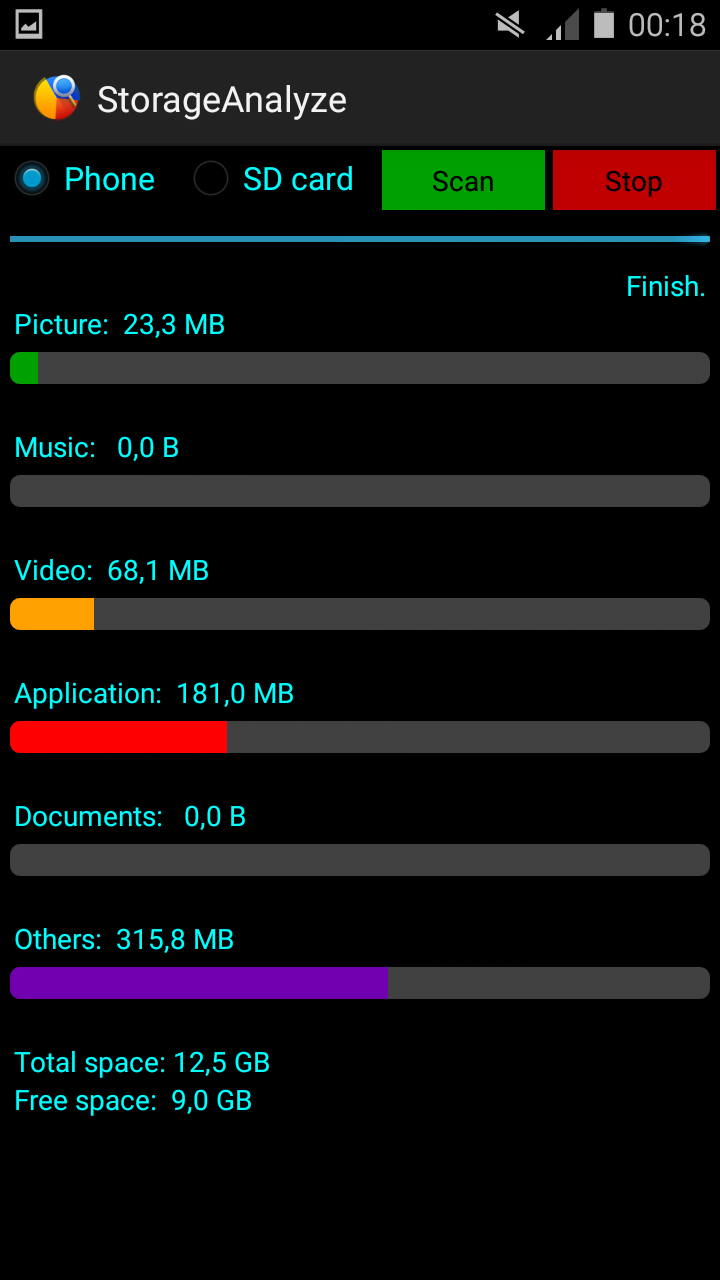 00:18
StorageAnalyze
Phone SD card Scan Stop
Finish.
Picture: 23,3 MB
Music: 0,0 B
Video: 68,1 MB
Application: 181,0 MB
Documents: 0,0 B
Others: 315,8 MB
Total space: 12,5 GB
Free space: 9,0 GB